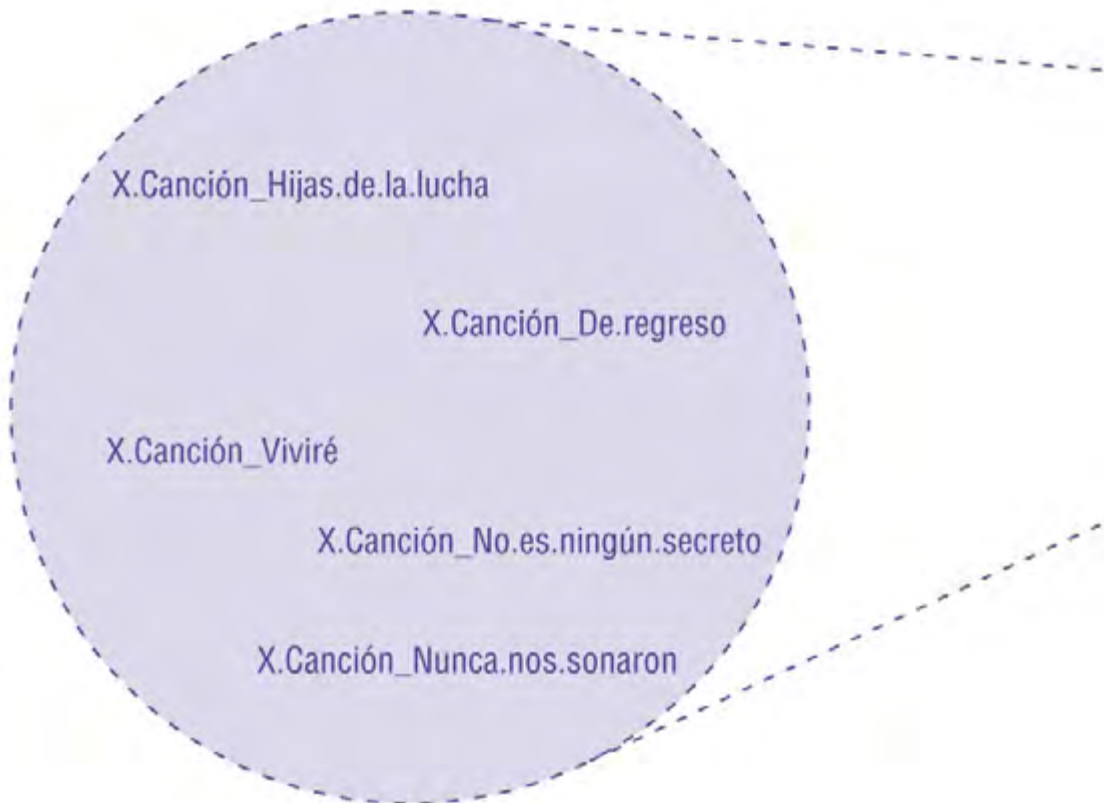 X.Canción_Hijas.de.la.lucha
X.Canción_De.regreso
X.Canción_Viviré
X.Canción_No.es.ningún.secreto
X.Canción_Nunca.nos.sonaron